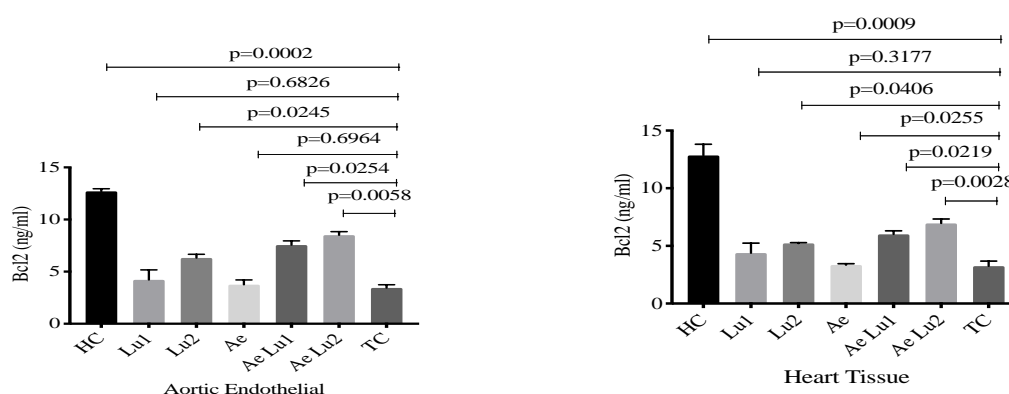 p=0.0002
p=0.6826
p=0.0245
p=0.6964
p=0.0254
p=0.0058
15
10
5
0
Bcl2 (ng/ml)
HC
Lu1
Lu2
Ae
Ae Lu1
Ae Lu2
TC
Aortic Endothelial
p=0.0009
p=0.3177
p=0.0406
p=0.0255
p=0.0219
p=0.0028
15
10
5
0
Bcl2 (ng/ml)
HC
Lu1
Lu2
Ae
Ae Lu1
Ae Lu2
TC
Heart Tissue